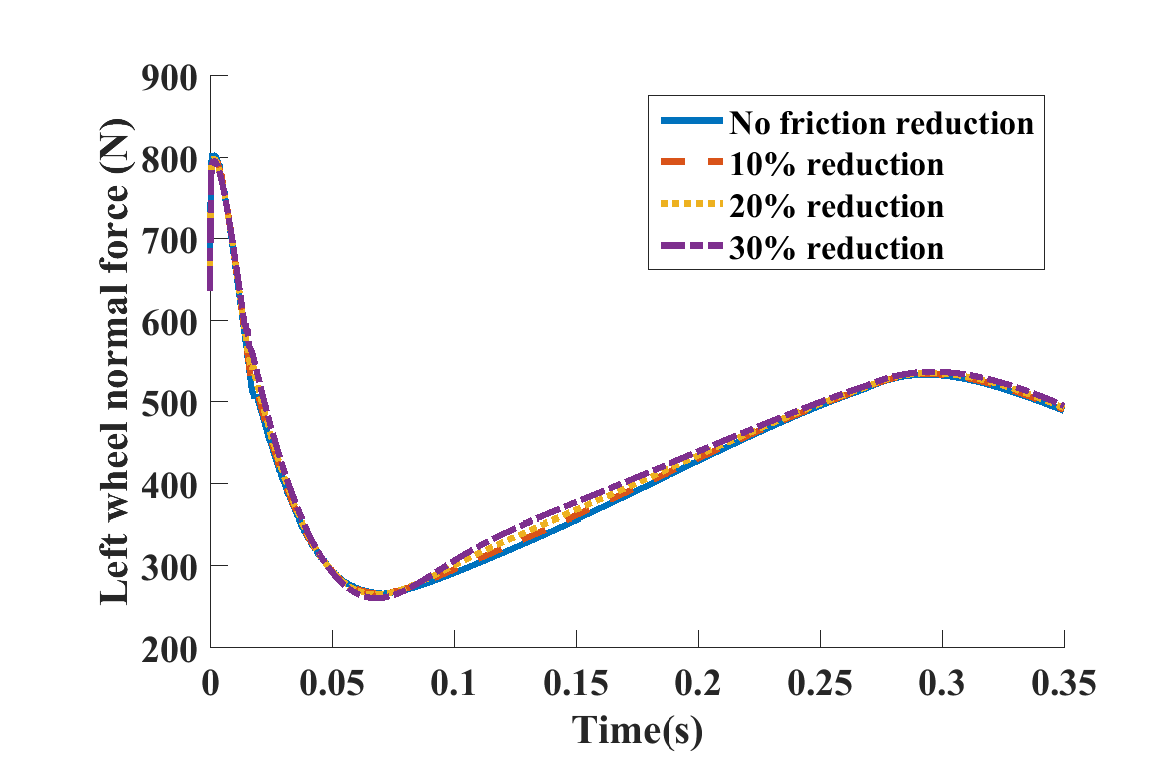 Left wheel normal force (N)
900
800
700
600
500
400
300
200
No friction reduction
10% reduction
20% reduction
30% reduction
0 0.05 0.1 0.15 0.2 0.25 0.3 0.35
Time(s)